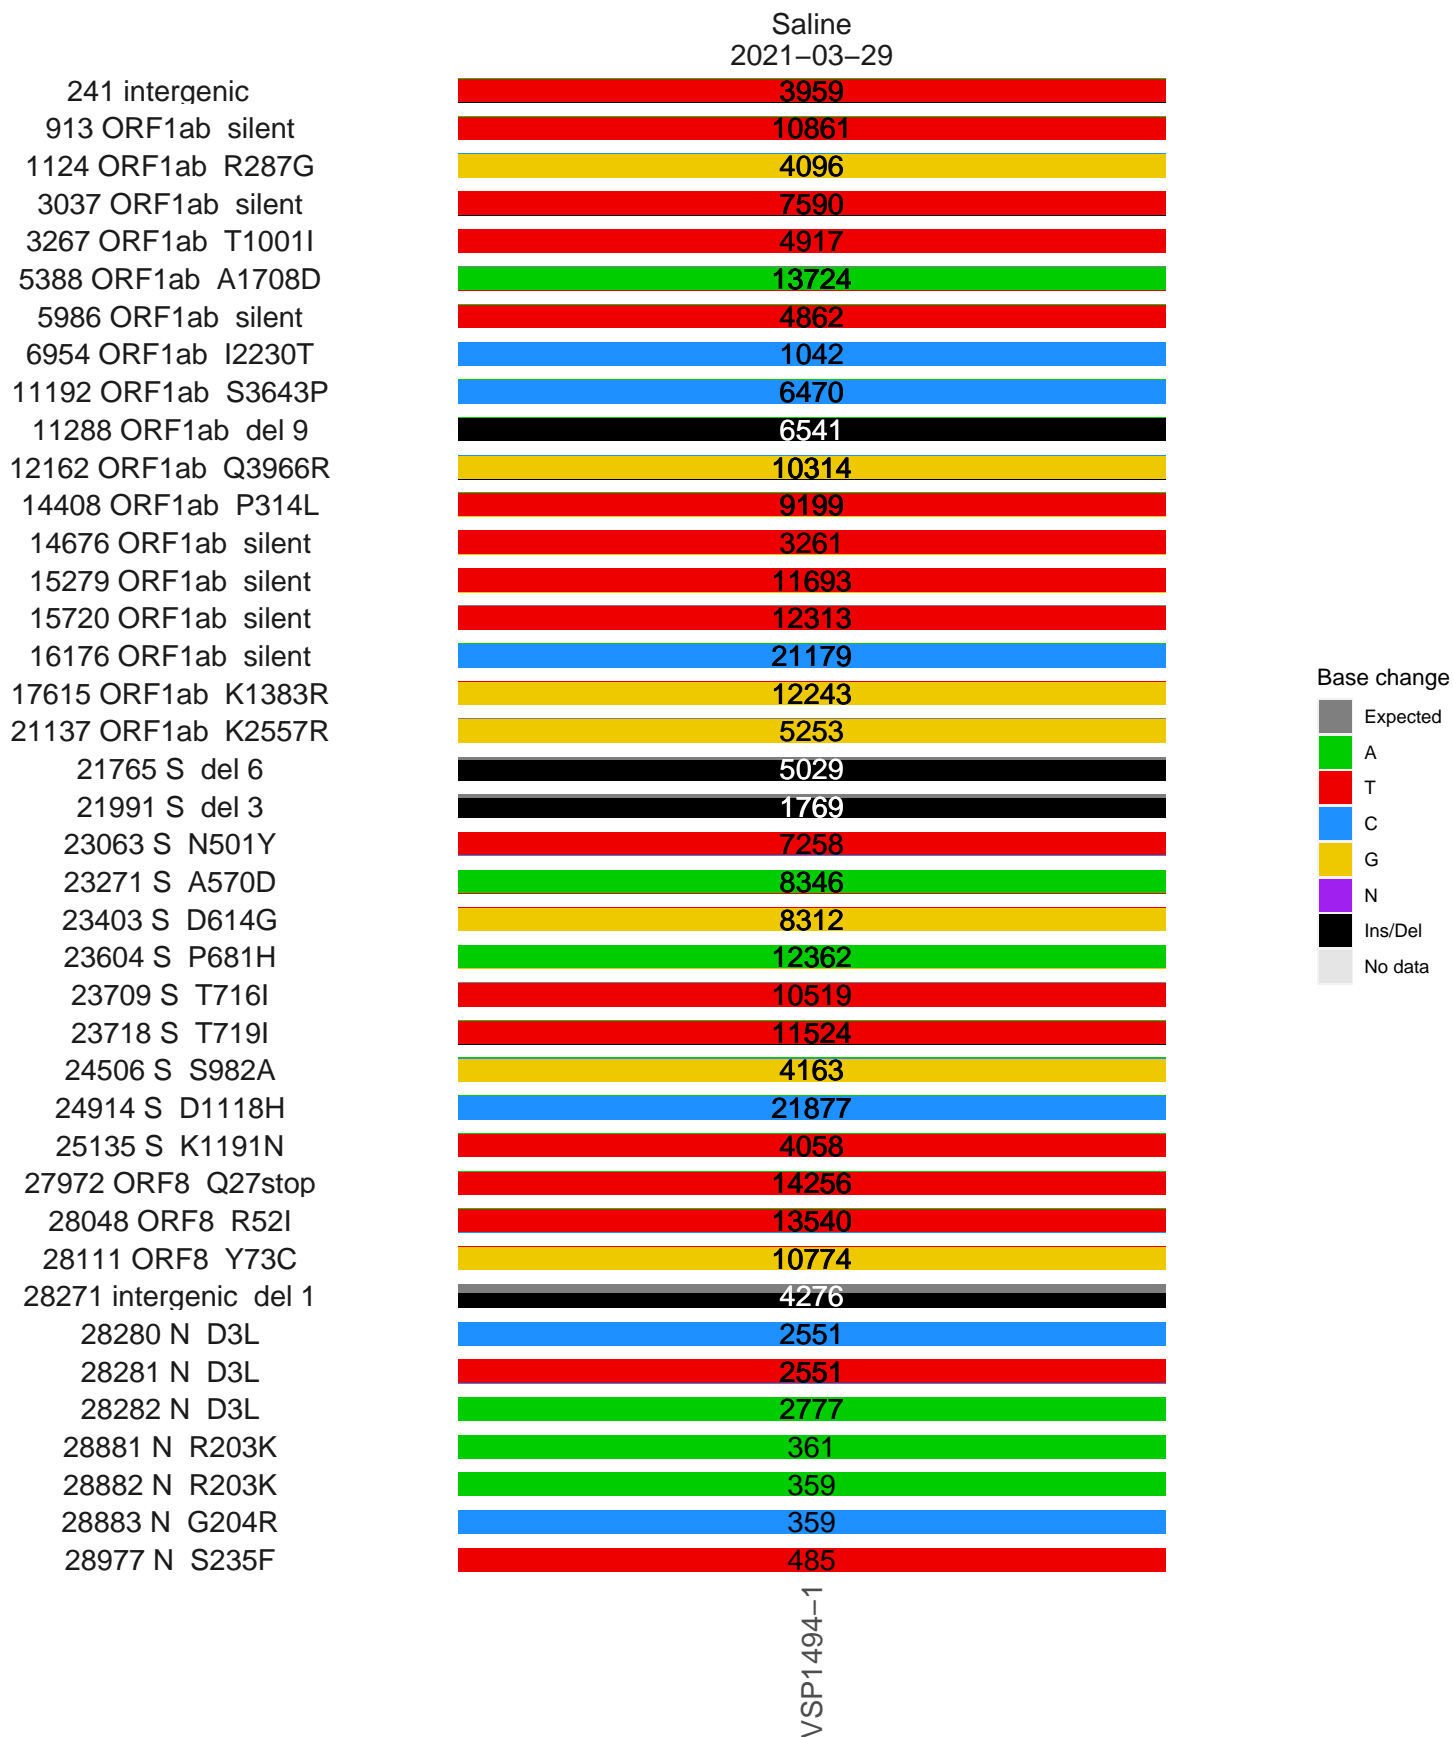 Saline
2021−03−29
241 intergenic 3959
913 ORF1ab silent 10861
1124 ORF1ab R287G 4096
3037 ORF1ab silent 7590
3267 ORF1ab T1001I 4917
5388 ORF1ab A1708D 13724
5986 ORF1ab silent 4862
6954 ORF1ab I2230T 1042
11192 ORF1ab S3643P 6470
11288 ORF1ab del 9 6541
12162 ORF1ab Q3966R 10314
14408 ORF1ab P314L 9199
14676 ORF1ab silent 3261
15279 ORF1ab silent 11693
15720 ORF1ab silent 12313
16176 ORF1ab silent 21179
17615 ORF1ab K1383R 12243
21137 ORF1ab K2557R 5253
21765 S del 6 5029
21991 S del 3 1769
23063 S N501Y 7258
23271 S A570D 8346
23403 S D614G 8312
23604 S P681H 12362
23709 S T716I 10519
23718 S T719I 11524
24506 S S982A 4163
24914 S D1118H 21877
25135 S K1191N 4058
27972 ORF8 Q27stop 14256
28048 ORF8 R52I 13540
28111 ORF8 Y73C 10774
28271 intergenic del 1 4276
28280 N D3L 2551
28281 N D3L 2551
28282 N D3L 2777
28881 N R203K 361
28882 N R203K 359
28883 N G204R 359
28977 N S235F 485
VSP1494−1
Base change
Expected
A
T
C
G
N
Ins/Del
No data